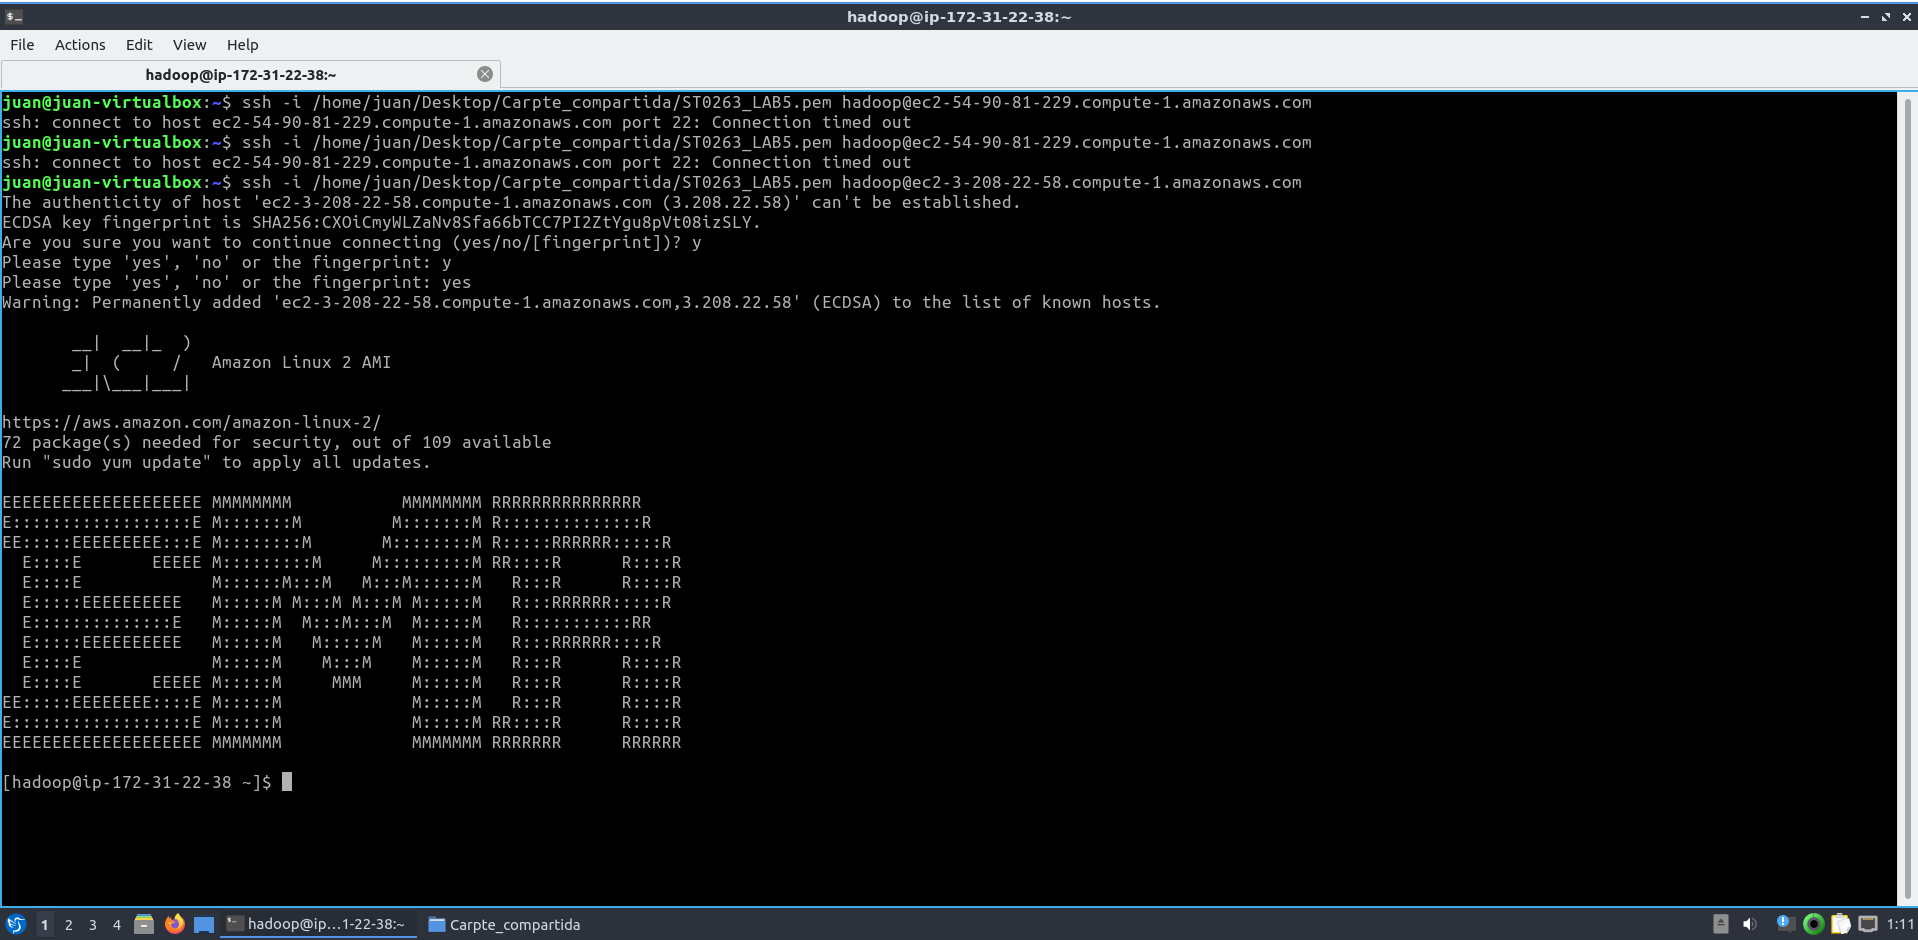 hadoop@ip-172-31-22-38:~
File Actions Edit View Help
hadoop@ip-172-31-22-38:~
juan@juan-virtualbox:~$ ssh -i /home/juan/Desktop/Carpte_compartida/ST0263_LAB5.pem hadoop@ec2-54-90-81-229.compute-1.amazonaws.com
ssh: connect to host ec2-54-90-81-229.compute-1.amazonaws.com port 22: Connection timed out
juan@juan-virtualbox:~$ ssh -i /home/juan/Desktop/Carpte_compartida/ST0263_LAB5.pem hadoop@ec2-54-90-81-229.compute-1.amazonaws.com
ssh: connect to host ec2-54-90-81-229.compute-1.amazonaws.com port 22: Connection timed out
juan@juan-virtualbox:~$ ssh -i /home/juan/Desktop/Carpte_compartida/ST0263_LAB5.pem hadoop@ec2-3-208-22-58.compute-1.amazonaws.com
The authenticity of host 'ec2-3-208-22-58.compute-1.amazonaws.com (3.208.22.58)' can't be established.
ECDSA key fingerprint is SHA256:CXOiCmyWLZaNv8Sfa66bTCC7PI2ZtYgu8pVt08izSLY.
Are you sure you want to continue connecting (yes/no/[fingerprint])? y
Please type 'yes', 'no' or the fingerprint: y
Please type 'yes', 'no' or the fingerprint: yes
Warning: Permanently added 'ec2-3-208-22-58.compute-1.amazonaws.com,3.208.22.58' (ECDSA) to the list of known hosts.

       __|  __|_  )
       _|  (     /   Amazon Linux 2 AMI
      ___|\___|___|

https://aws.amazon.com/amazon-linux-2/
72 package(s) needed for security, out of 109 available
Run "sudo yum update" to apply all updates.

EEEEEEEEEEEEEEEEEEEE MMMMMMMM           MMMMMMMM RRRRRRRRRRRRRRR
E::::::::::::::::::E M:::::::M         M:::::::M R::::::::::::::R
EE:::::EEEEEEEEE:::E M::::::::M       M::::::::M R:::::RRRRRR:::::R
  E::::E       EEEEE M:::::::::M     M:::::::::M RR::::R      R::::R
  E::::E             M::::::M:::M   M:::M::::::M   R:::R      R::::R
  E:::::EEEEEEEEEE   M:::::M M:::M M:::M M:::::M   R:::RRRRRR:::::R
  E::::::::::::::E   M:::::M  M:::M:::M  M:::::M   R:::::::::::RR
  E:::::EEEEEEEEEE   M:::::M   M:::::M   M:::::M   R:::RRRRRR::::R
  E::::E             M:::::M    M:::M    M:::::M   R:::R      R::::R
  E::::E       EEEEE M:::::M     MMM     M:::::M   R:::R      R::::R
EE:::::EEEEEEEE::::E M:::::M             M:::::M   R:::R      R::::R
E::::::::::::::::::E M:::::M             M:::::M RR::::R      R::::R
EEEEEEEEEEEEEEEEEEEE MMMMMMM             MMMMMMM RRRRRRR      RRRRRR

[hadoop@ip-172-31-22-38 ~]$
1 2 3 4 hadoop@ip...1-22-38:~ Carpte_compartida 1:11